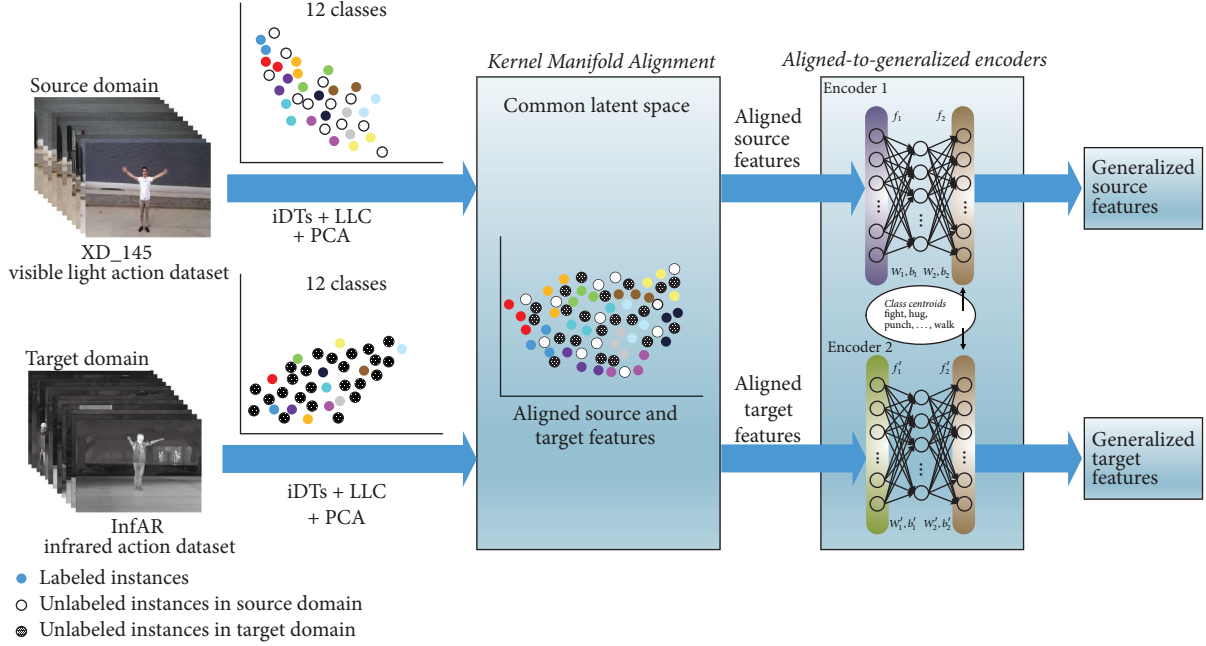 12 classes
Source domain
XD_145
visible light action dataset
iDTs + LLC
+ PCA
12 classes
Target domain
InfAR
infrared action dataset
iDTs + LLC
+ PCA
Kernel Manifold Alignment
Common latent space
Aligned source and
target features
Aligned
source
features
Aligned
target
features
Aligned-to-generalized encoders
Encoder 1
f₁ f₂
W₁, b₁ W₂, b₂
Class centroids
fight, hug,
punch, . . . , walk
Encoder 2
f₁′ f₂′
W₁′, b₁′ W₂′, b₂′
Generalized
source
features
Generalized
target
features
Labeled instances
Unlabeled instances in source domain
Unlabeled instances in target domain